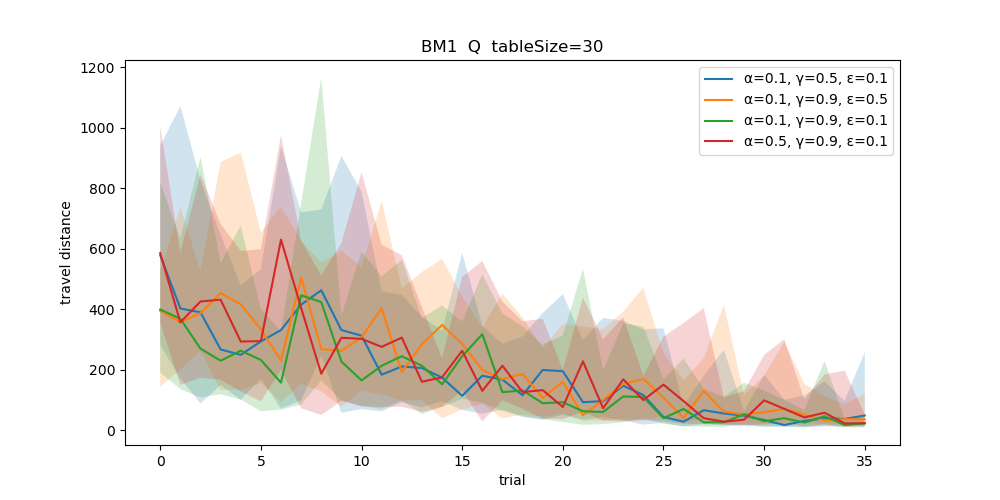 BM1 Q tableSize=30
1200
1000
800
600
400
200
0
travel distance
α=0.1, γ=0.5, ε=0.1
α=0.1, γ=0.9, ε=0.5
α=0.1, γ=0.9, ε=0.1
α=0.5, γ=0.9, ε=0.1
0 5 10 15 20 25 30 35
trial